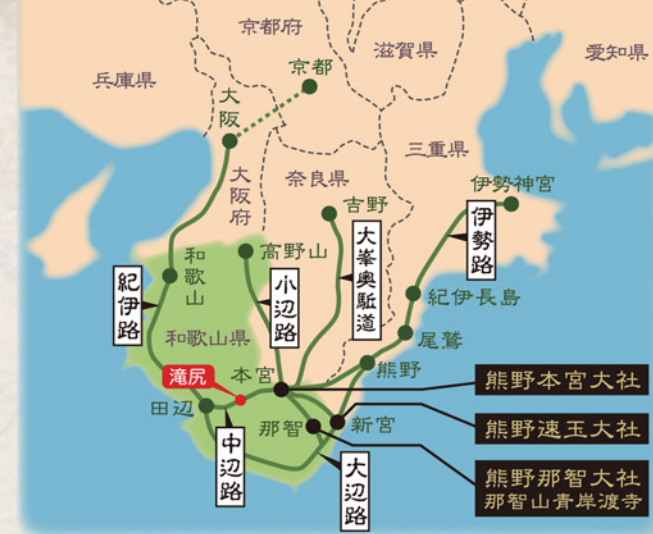 京都府
滋賀県
愛知県
兵庫県
京都
大阪
三重県
大阪府
奈良県
伊勢神宮
吉野
伊勢路
高野山
大峯奥駈道
和歌山
紀伊路
小辺路
紀伊長島
和歌山県
尾鷲
滝尻
本宮
熊野
熊野本宮大社
田辺
那智
新宮
熊野速玉大社
中辺路
大辺路
熊野那智大社
那智山青岸渡寺